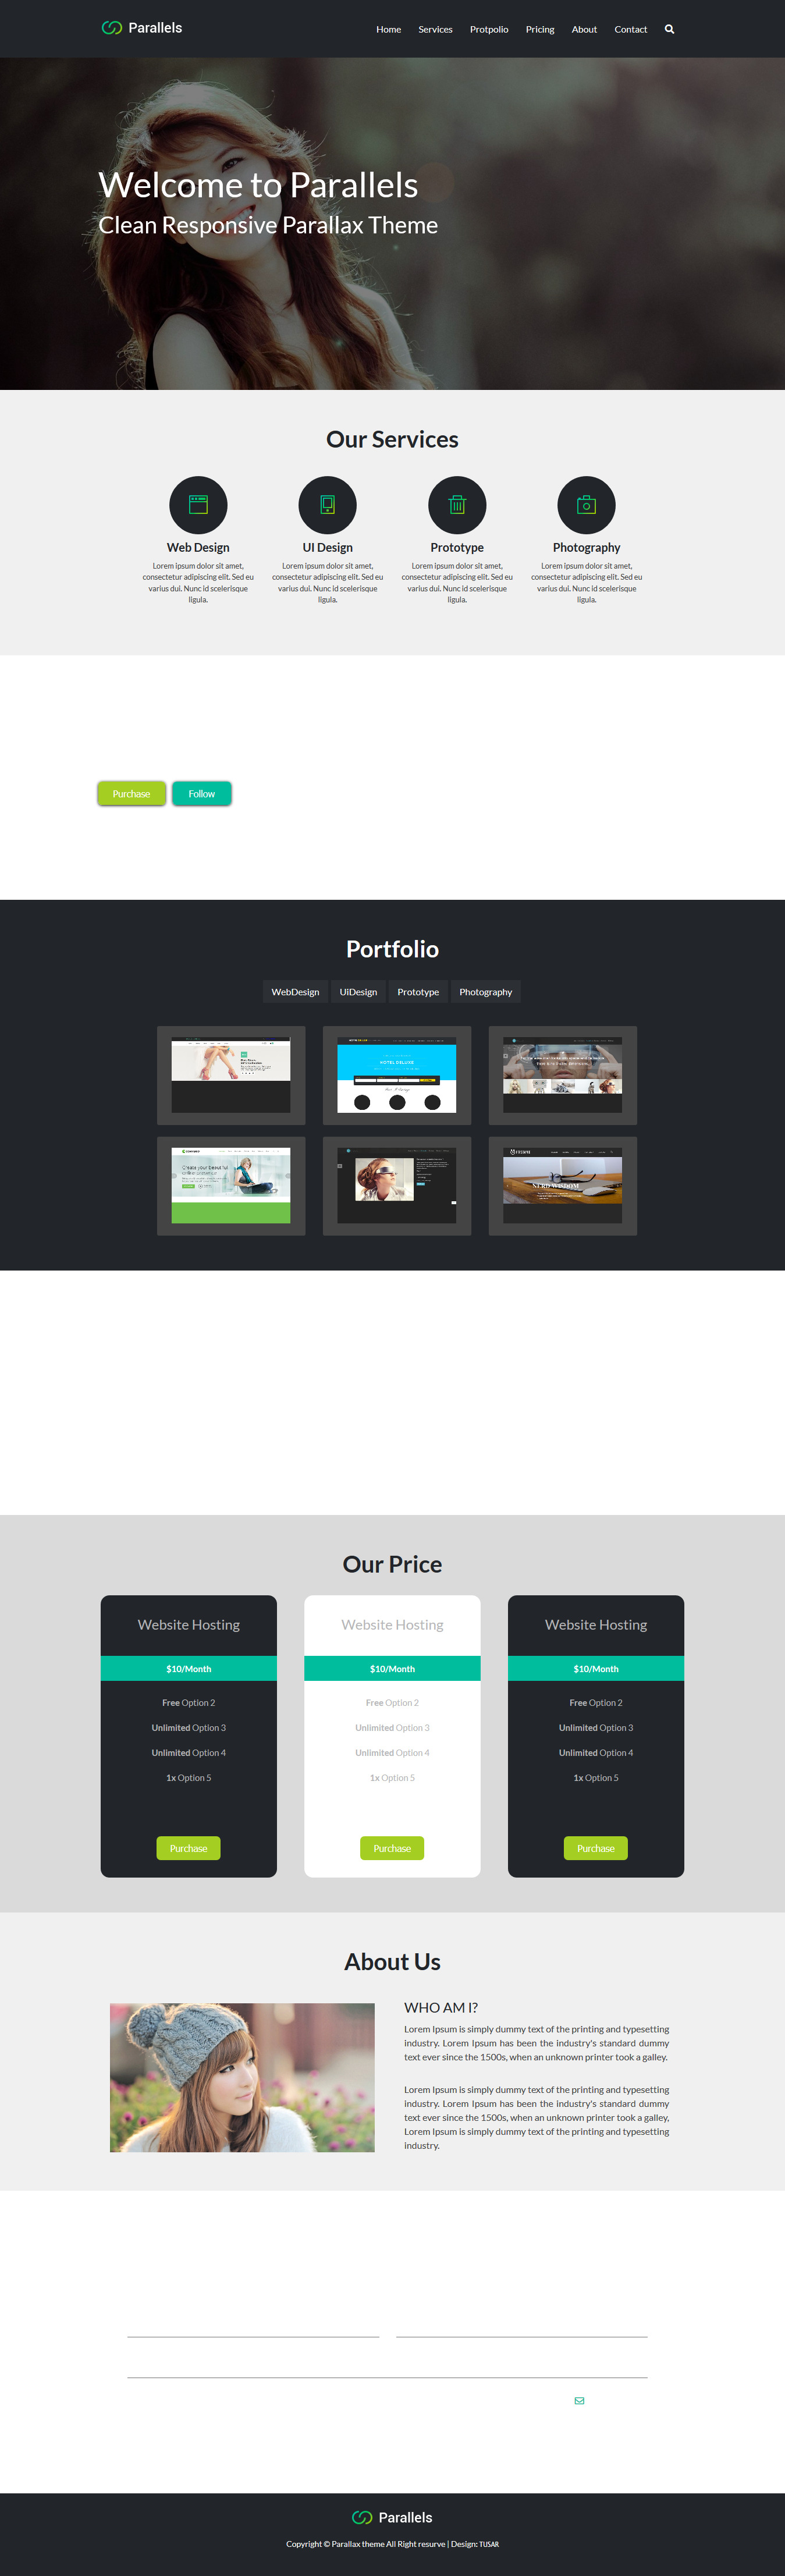 Parallels
Home Services Protpolio Pricing About Contact
Welcome to Parallels
Clean Responsive Parallax Theme
Our Services
Web Design
Lorem ipsum dolor sit amet,
consectetur adipiscing elit. Sed eu
varius dui. Nunc id scelerisque
ligula.
UI Design
Lorem ipsum dolor sit amet,
consectetur adipiscing elit. Sed eu
varius dui. Nunc id scelerisque
ligula.
Prototype
Lorem ipsum dolor sit amet,
consectetur adipiscing elit. Sed eu
varius dui. Nunc id scelerisque
ligula.
Photography
Lorem ipsum dolor sit amet,
consectetur adipiscing elit. Sed eu
varius dui. Nunc id scelerisque
ligula.
Purchase Follow
Portfolio
WebDesign UiDesign Prototype Photography
HOTEL DELUXE
Create your beautiful
NERD WISDOM
Our Price
Website Hosting
$10/Month
Free Option 2
Unlimited Option 3
Unlimited Option 4
1x Option 5
Purchase
Website Hosting
$10/Month
Free Option 2
Unlimited Option 3
Unlimited Option 4
1x Option 5
Purchase
Website Hosting
$10/Month
Free Option 2
Unlimited Option 3
Unlimited Option 4
1x Option 5
Purchase
About Us
WHO AM I?
Lorem Ipsum is simply dummy text of the printing and typesetting
industry. Lorem Ipsum has been the industry's standard dummy
text ever since the 1500s, when an unknown printer took a galley.
Lorem Ipsum is simply dummy text of the printing and typesetting
industry. Lorem Ipsum has been the industry's standard dummy
text ever since the 1500s, when an unknown printer took a galley,
Lorem Ipsum is simply dummy text of the printing and typesetting
industry.
Parallels
Copyright © Parallax theme All Right resurve | Design: TUSAR